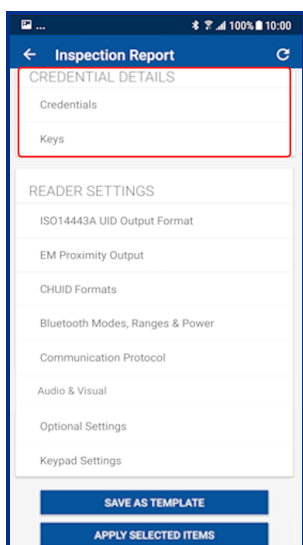 ... 100% 10:00
Inspection Report
CREDENTIAL DETAILS
Credentials
Keys
READER SETTINGS
ISO14443A UID Output Format
EM Proximity Output
CHUID Formats
Bluetooth Modes, Ranges & Power
Communication Protocol
Audio & Visual
Optional Settings
Keypad Settings
SAVE AS TEMPLATE
APPLY SELECTED ITEMS